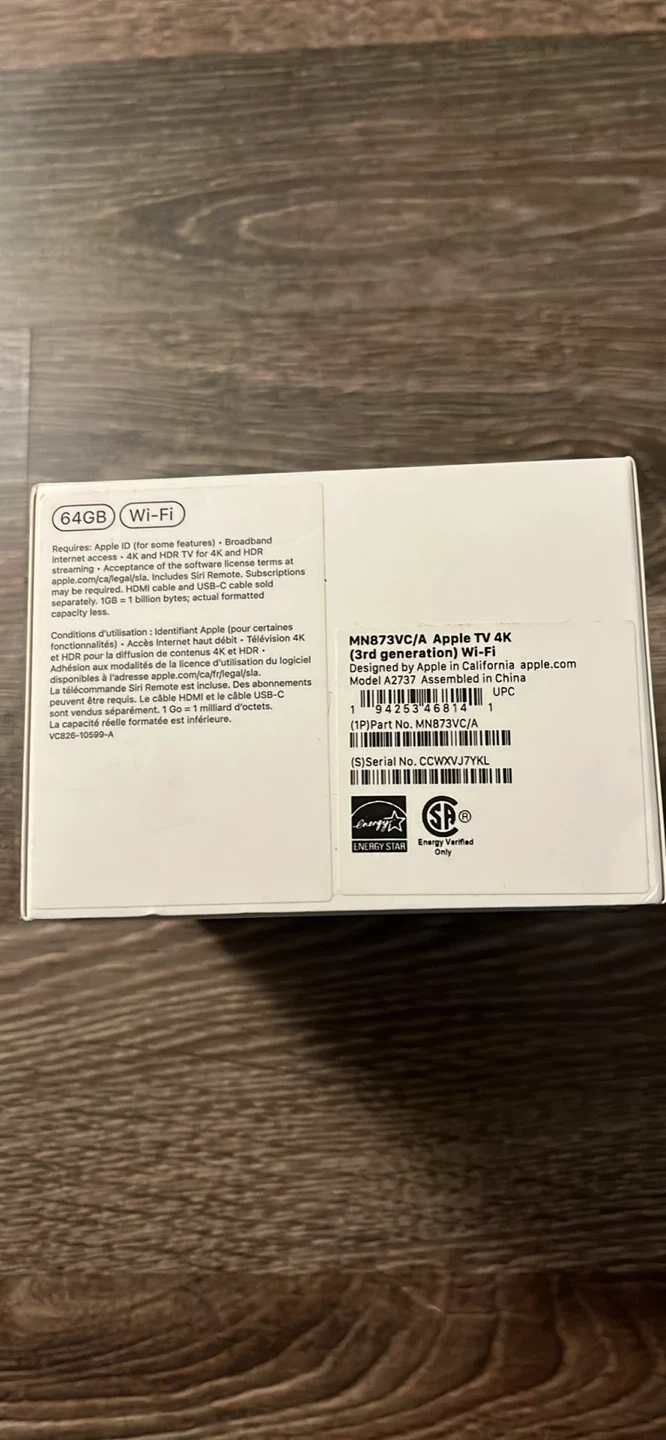 64GB Wi-Fi
Requires: Apple ID (for some features) • Broadband
internet access • 4K and HDR TV for 4K and HDR
streaming • Acceptance of the software license terms at
apple.com/ca/legal/sla. Includes Siri Remote. Subscriptions
may be required. HDMI cable and USB-C cable sold
separately. 1GB = 1 billion bytes; actual formatted
capacity less.
Conditions d'utilisation : Identifiant Apple (pour certaines
fonctionnalités) • Accès Internet haut débit • Télévision 4K
et HDR pour la diffusion de contenus 4K et HDR •
Adhésion aux modalités de la licence d'utilisation du logiciel
disponibles à l'adresse apple.com/ca/fr/legal/sla.
La télécommande Siri Remote est incluse. Des abonnements
peuvent être requis. Le câble HDMI et le câble USB-C
sont vendus séparément. 1 Go = 1 milliard d'octets.
La capacité réelle formatée est inférieure.
VC826-10599-A
MN873VC/A Apple TV 4K
(3rd generation) Wi-Fi
Designed by Apple in California apple.com
Model A2737 Assembled in China
UPC
1 94253 46814 1
(1P)Part No. MN873VC/A
(S)Serial No. CCWXVJ7YKL
energy
ENERGY STAR
SA ®
Energy Verified
Only